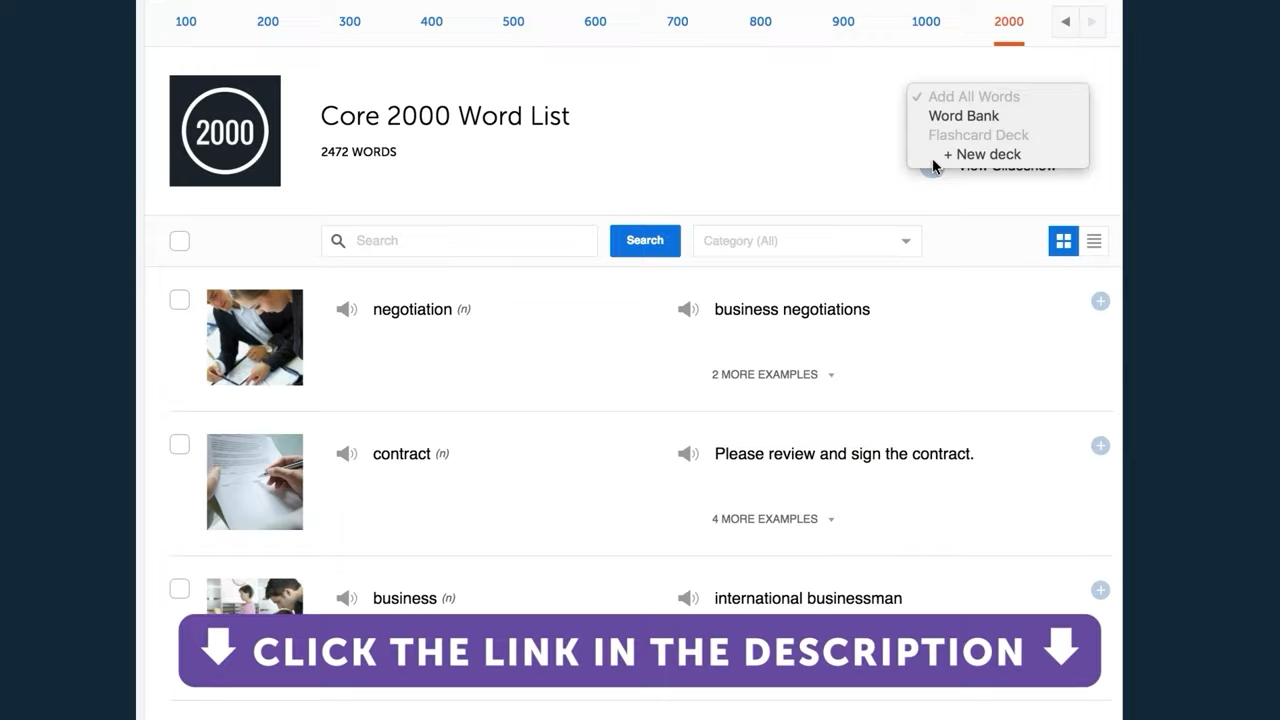 100 200 300 400 500 600 700 800 900 1000 2000
2000
Core 2000 Word List
2472 WORDS
Add All Words
Word Bank
Flashcard Deck
+ New deck
View Slideshow
Search
Search
Category (All)
negotiation (n)
business negotiations
2 MORE EXAMPLES
contract (n)
Please review and sign the contract.
4 MORE EXAMPLES
business (n)
international businessman
CLICK THE LINK IN THE DESCRIPTION